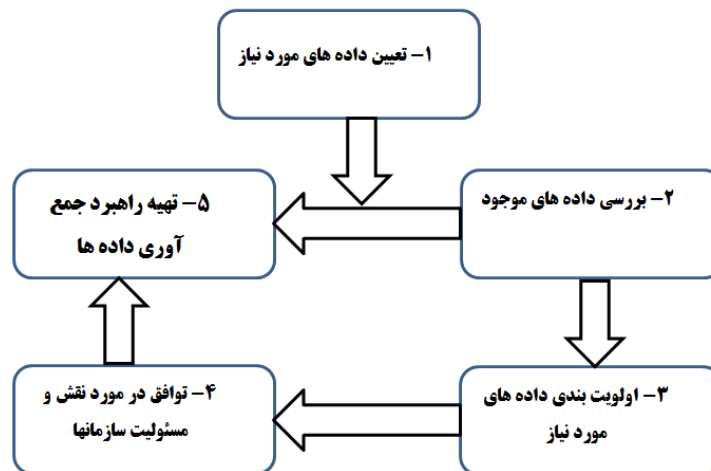 ۱- تعیین داده های مورد نیاز
۲- بررسی داده های موجود
۳- اولویت بندی داده های
مورد نیاز
۴- توافق در مورد نقش و
مسئولیت سازمانها
۵- تهیه راهبرد جمع
آوری داده ها